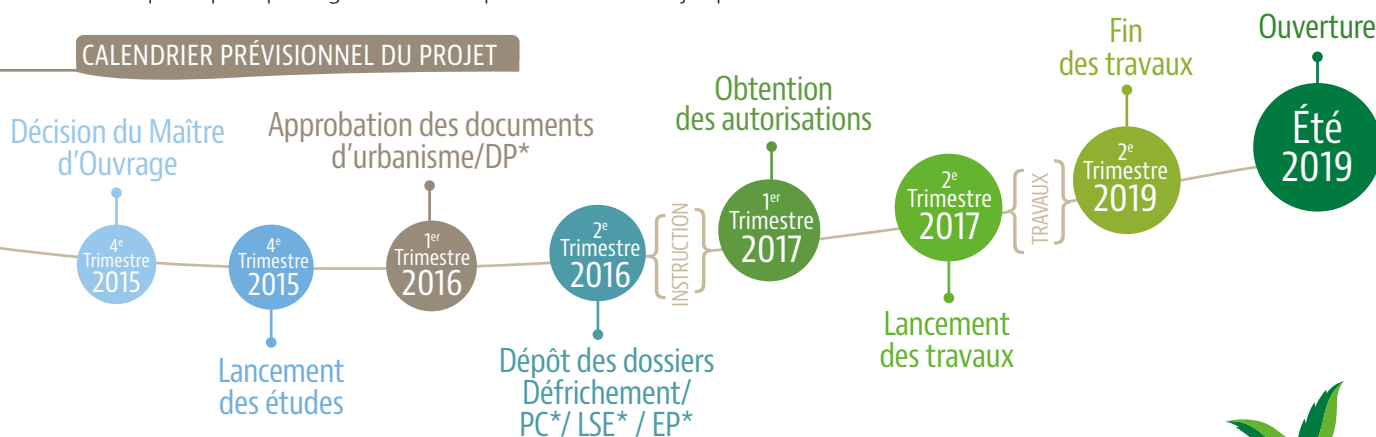 CALENDRIER PRÉVISIONNEL DU PROJET
Décision du Maître
d'Ouvrage
4e
Trimestre
2015
4e
Trimestre
2015
Lancement
des études
Approbation des documents
d'urbanisme/DP*
1er
Trimestre
2016
2e
Trimestre
2016
Dépôt des dossiers
Défrichement/
PC*/ LSE* / EP*
INSTRUCTION
Obtention
des autorisations
1er
Trimestre
2017
2e
Trimestre
2017
Lancement
des travaux
TRAVAUX
Fin
des travaux
2e
Trimestre
2019
Ouverture
Été
2019